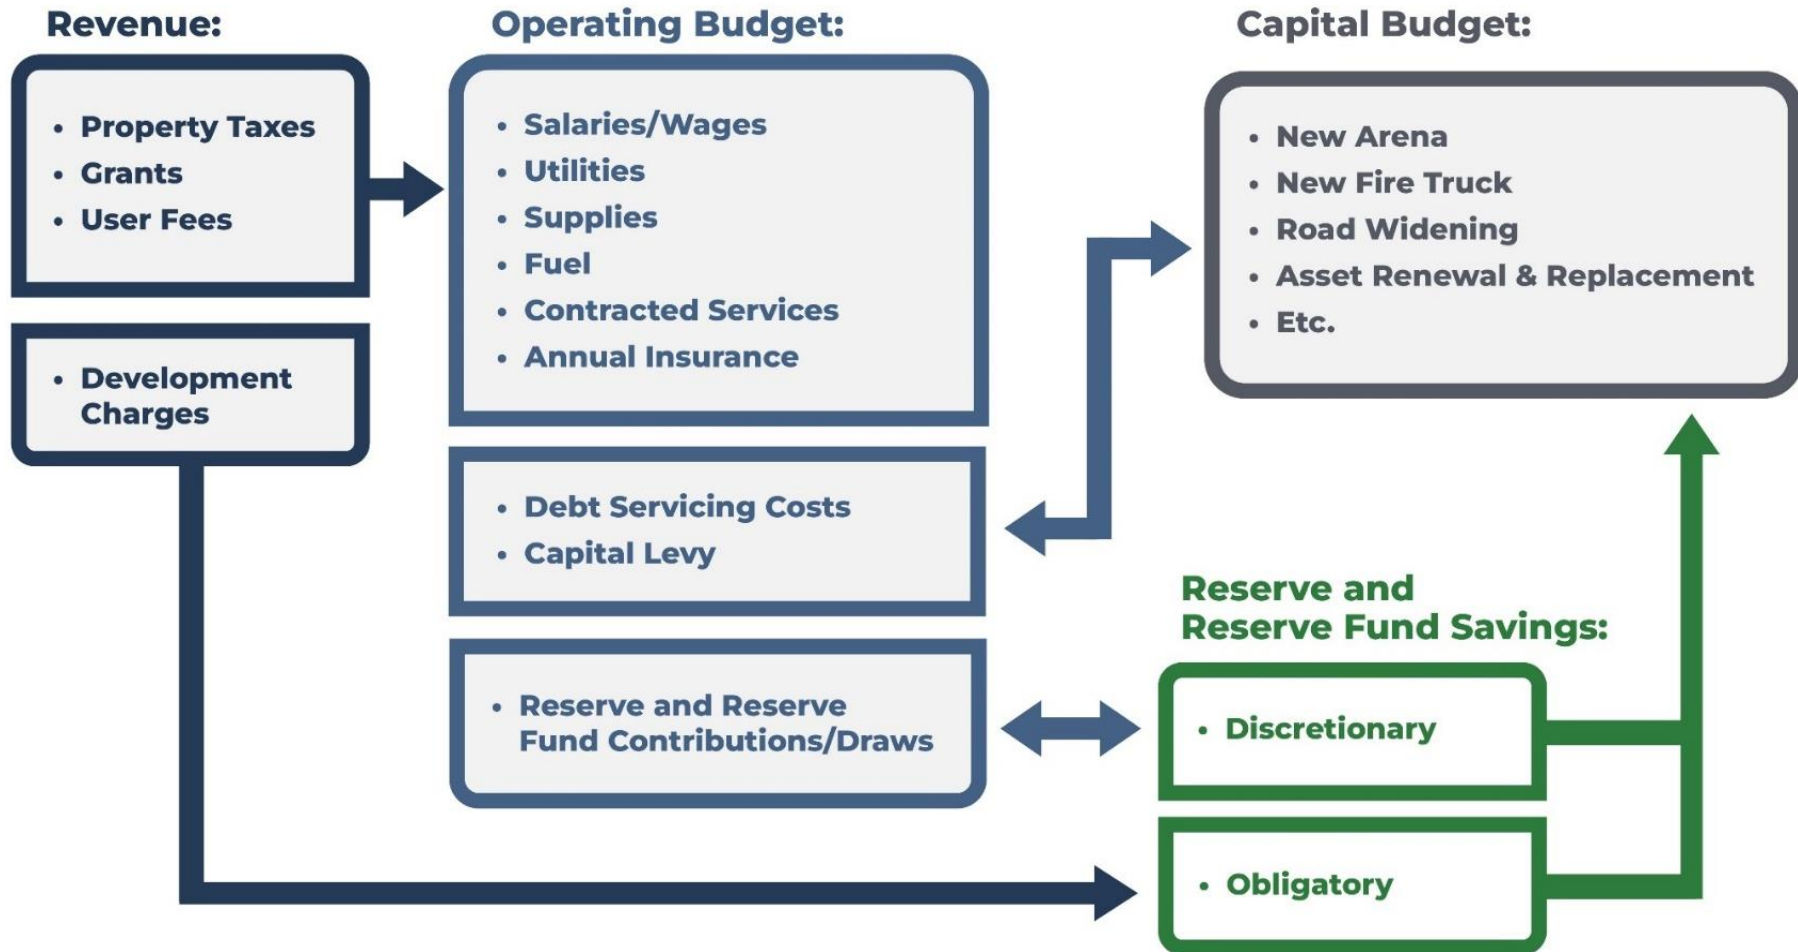 Revenue:
• Property Taxes
• Grants
• User Fees
• Development
Charges
Operating Budget:
• Salaries/Wages
• Utilities
• Supplies
• Fuel
• Contracted Services
• Annual Insurance
• Debt Servicing Costs
• Capital Levy
• Reserve and Reserve
Fund Contributions/Draws
Capital Budget:
• New Arena
• New Fire Truck
• Road Widening
• Asset Renewal & Replacement
• Etc.
Reserve and
Reserve Fund Savings:
• Discretionary
• Obligatory